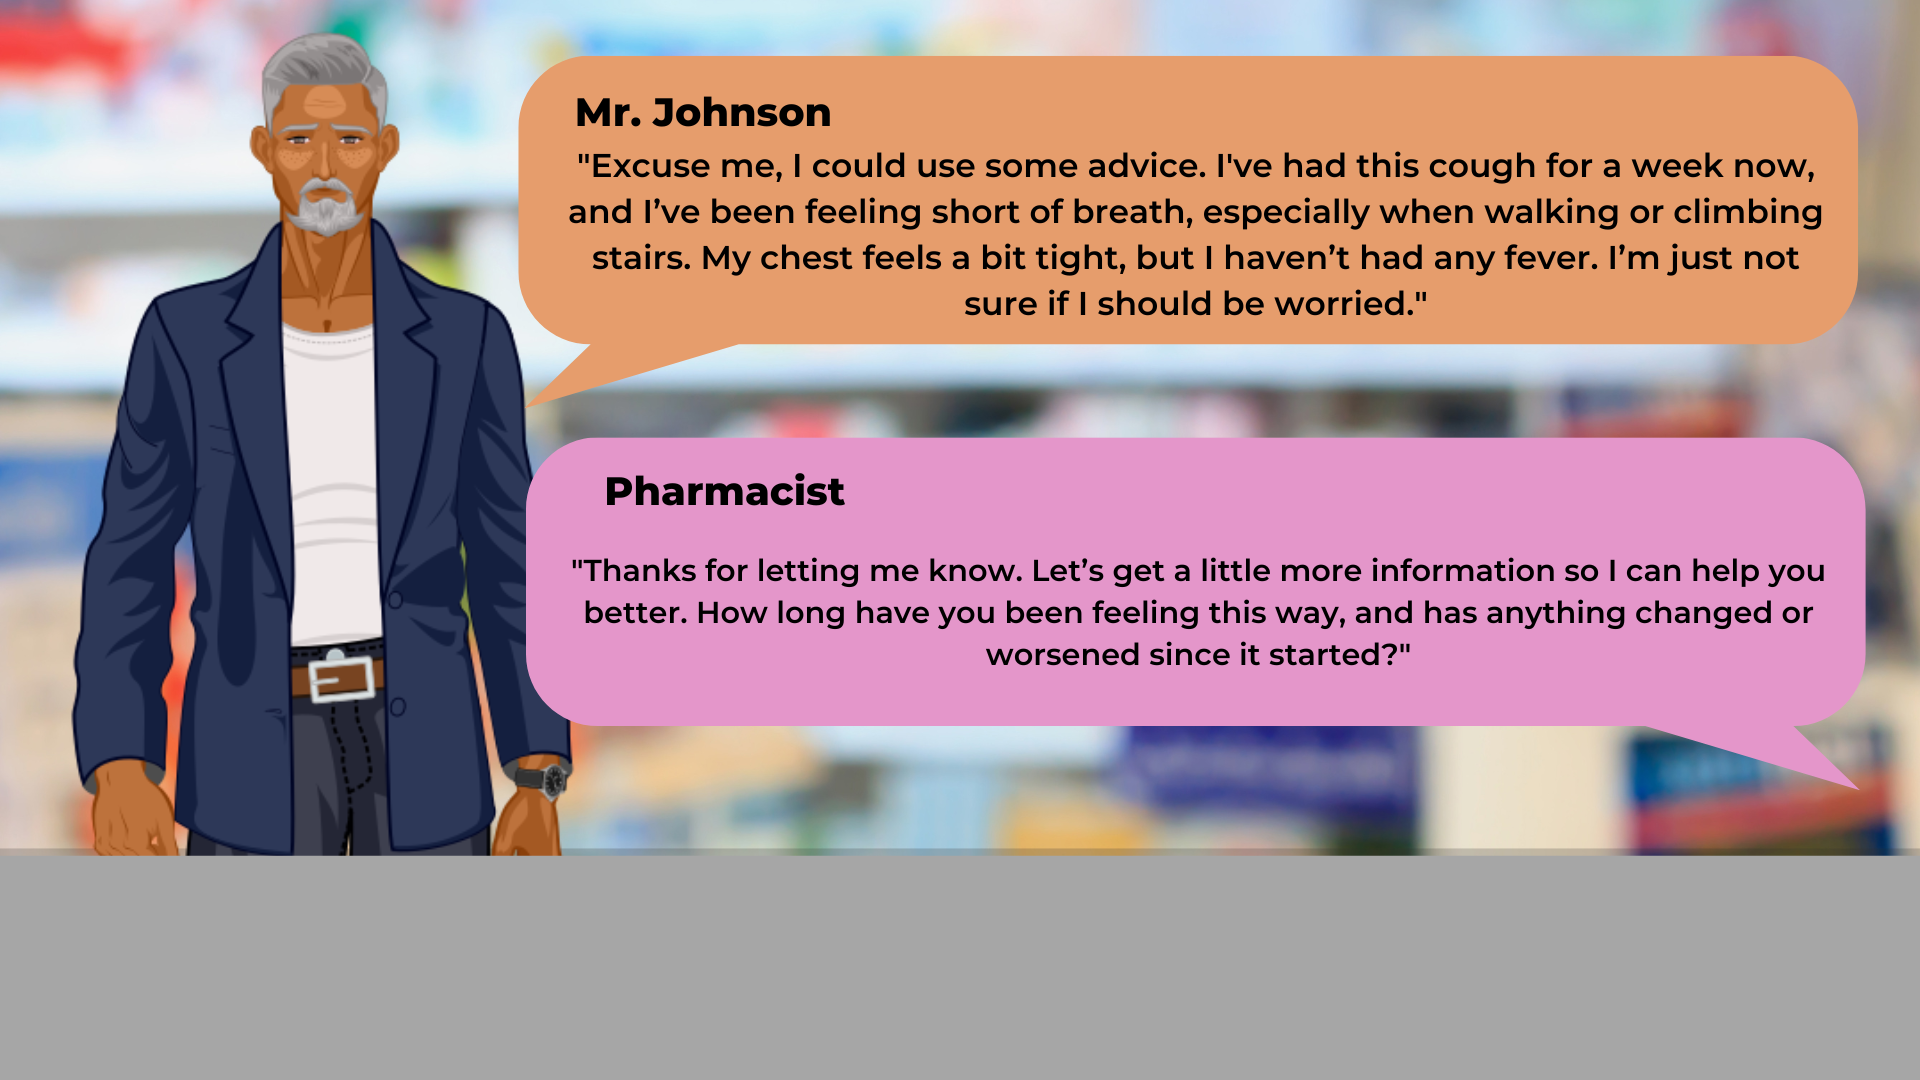 Mr. Johnson
"Excuse me, I could use some advice. I've had this cough for a week now,
and I’ve been feeling short of breath, especially when walking or climbing
stairs. My chest feels a bit tight, but I haven’t had any fever. I’m just not
sure if I should be worried."
Pharmacist
"Thanks for letting me know. Let’s get a little more information so I can help you
better. How long have you been feeling this way, and has anything changed or
worsened since it started?"